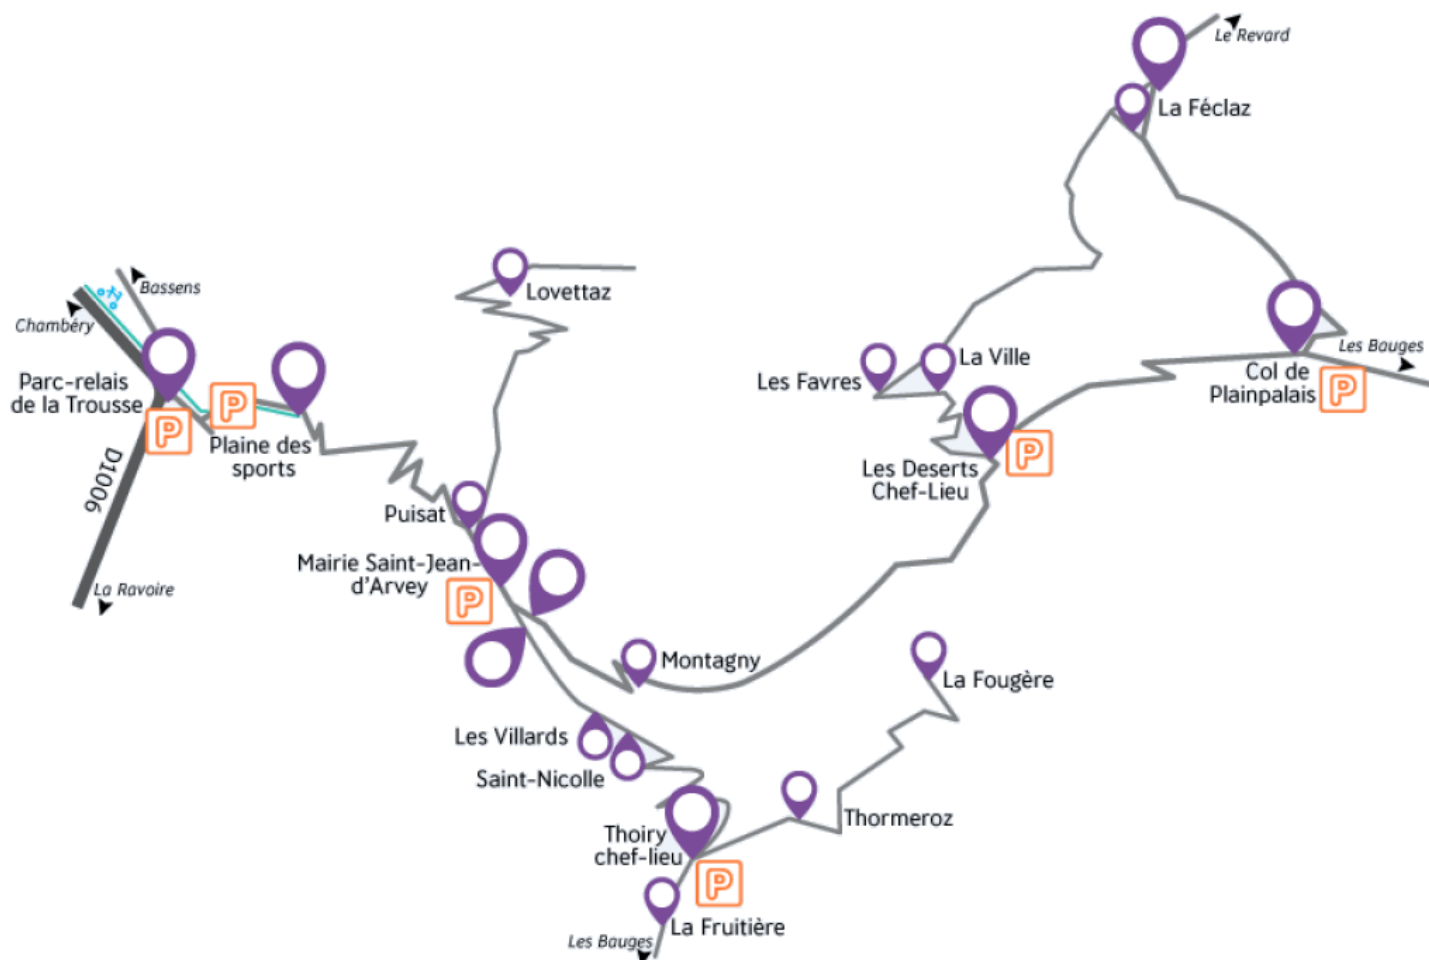 Le Revard
La Féclaz
Bassens
Chambéry
Lovettaz
Parc-relais
de la Trousse
P
P
Plaine des
sports
D1006
La Ravoire
Les Favres
La Ville
Les Bauges
Col de
Plainpalais
P
Les Deserts
Chef-Lieu
P
Puisat
Mairie Saint-Jean-
d'Arvey
P
Montagny
La Fougère
Les Villards
Saint-Nicolle
Thormeroz
Thoiry
chef-lieu
P
La Fruitière
Les Bauges